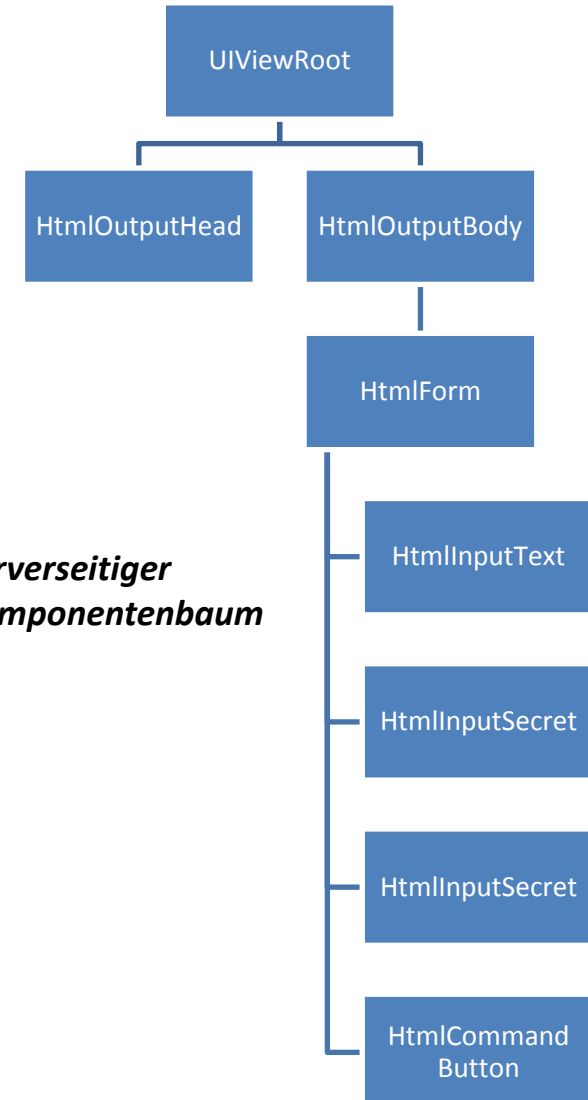 UIViewRoot
HtmlOutputHead
HtmlOutputBody
HtmlForm
HtmlInputText
rverseitiger
mponentenbaum
HtmlInputSecret
HtmlInputSecret
HtmlCommand
Button